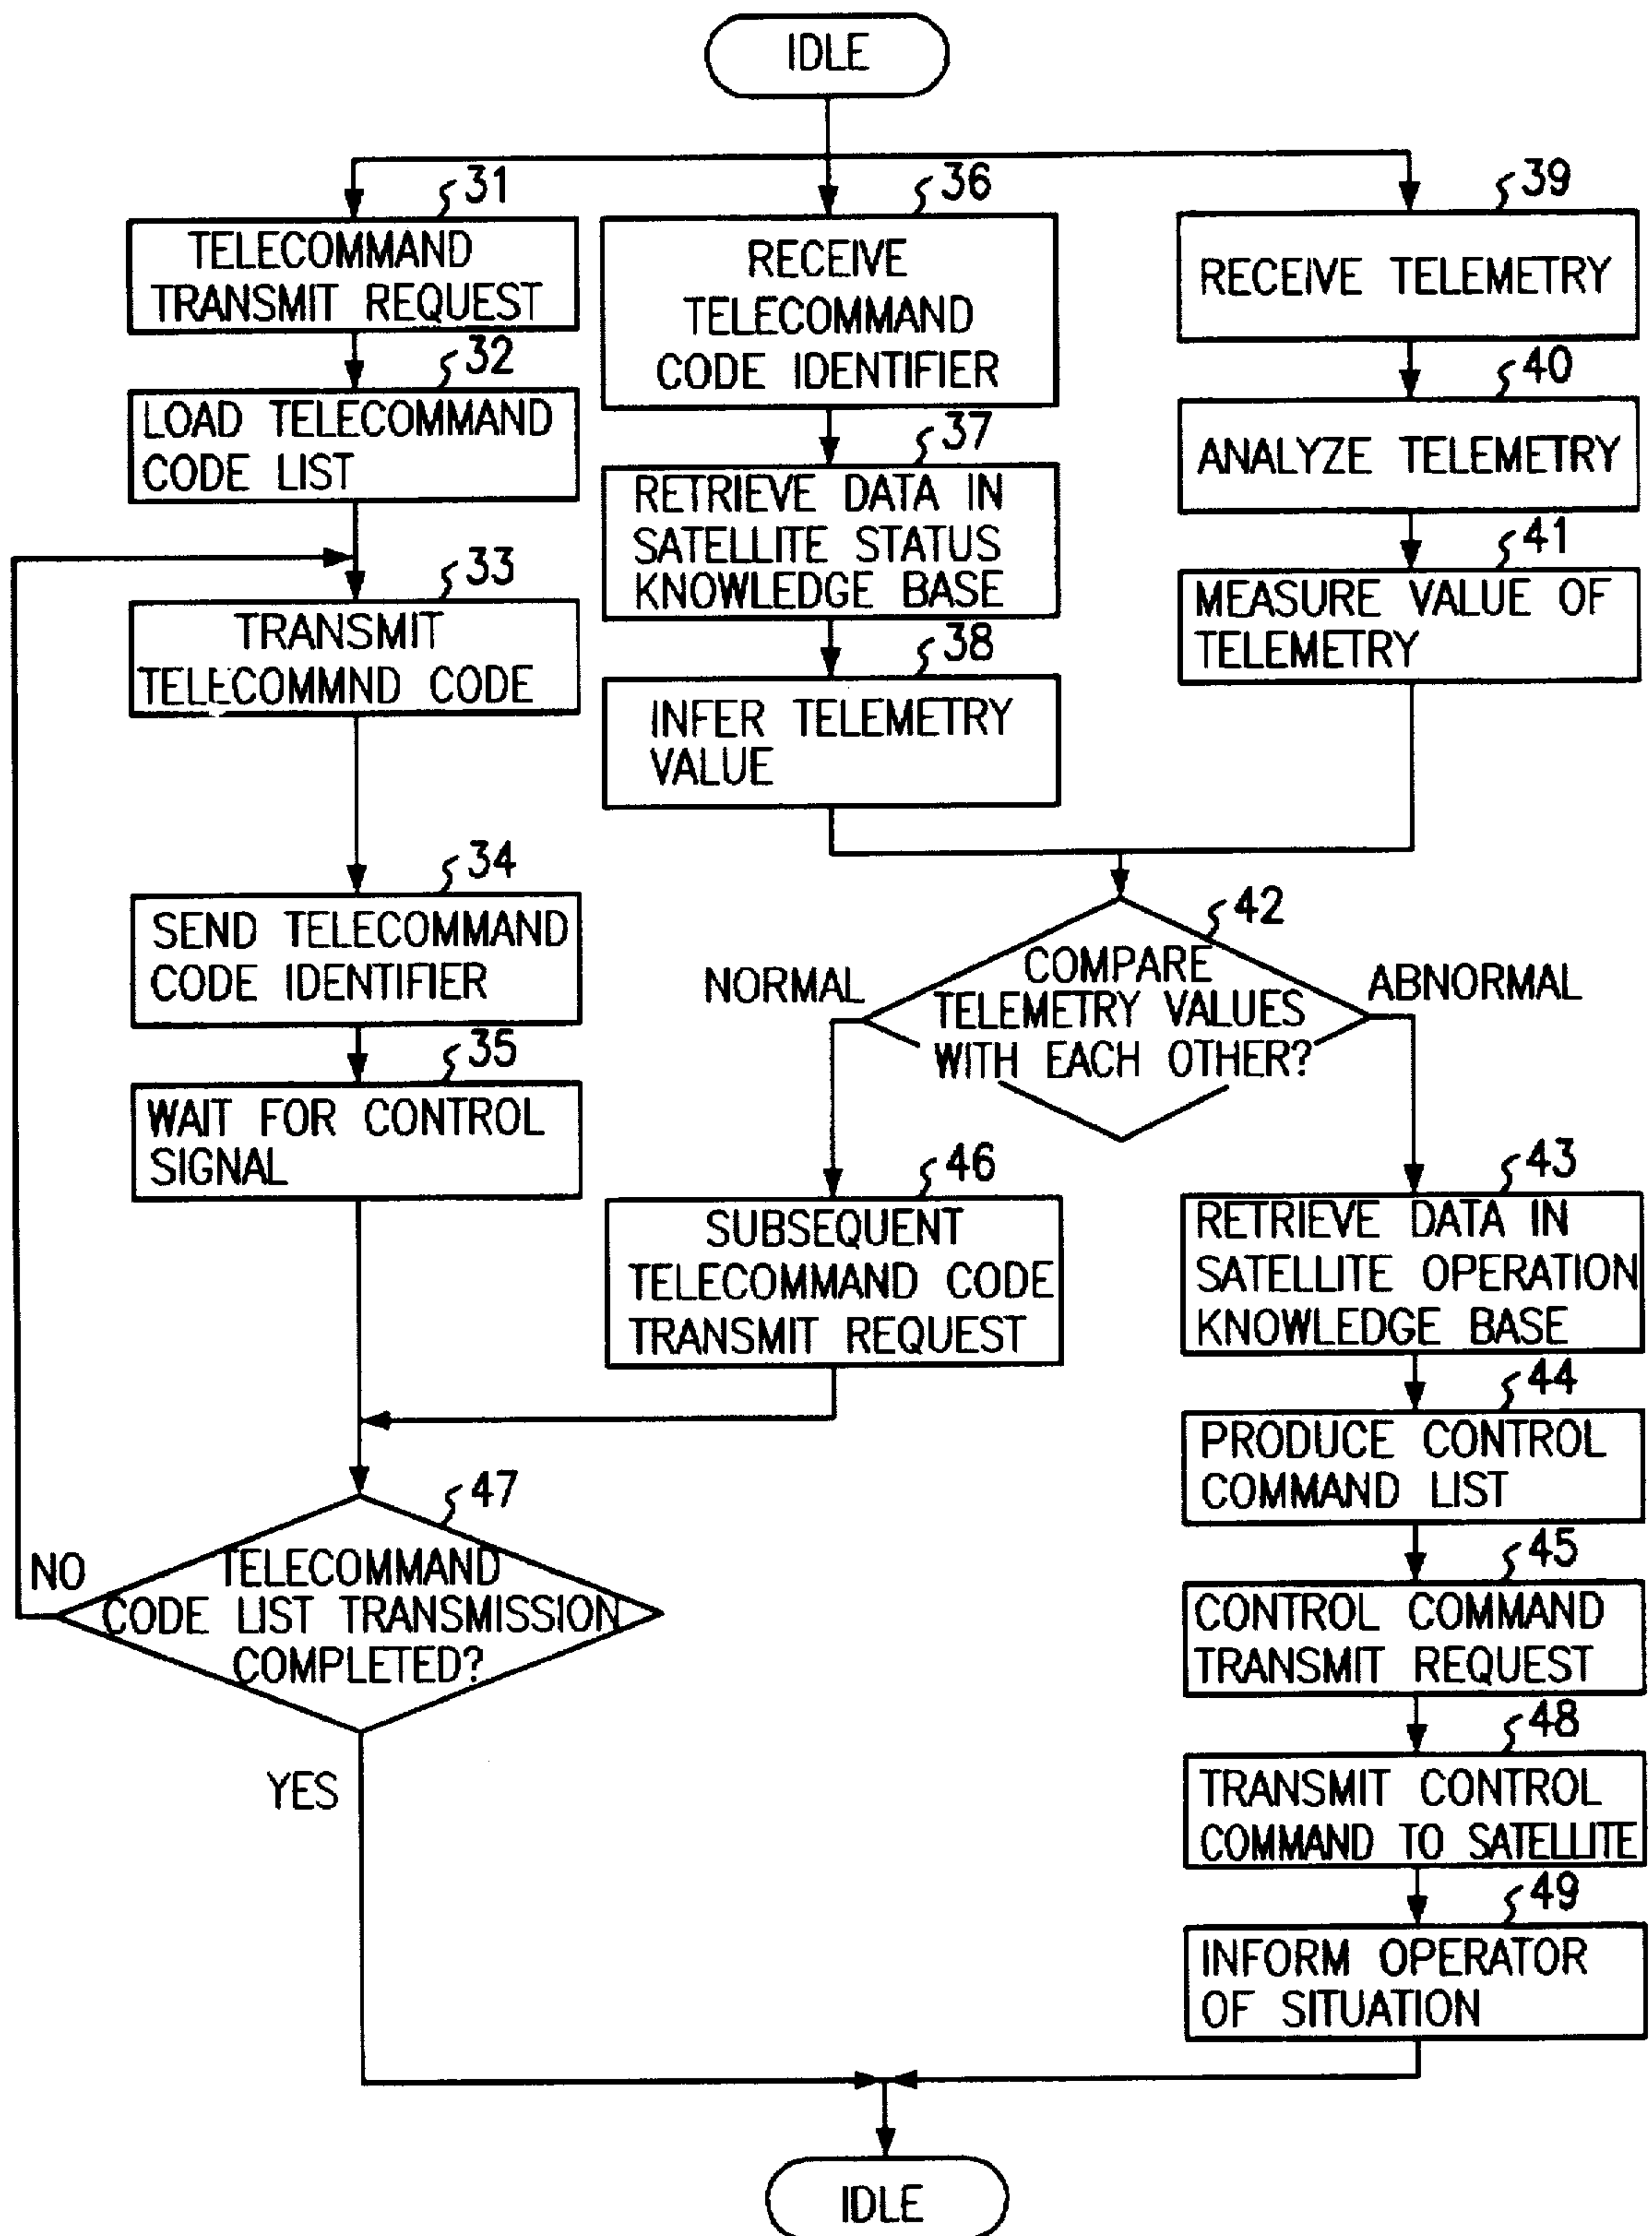 IDLE
31
TELECOMMAND
TRANSMIT REQUEST
32
LOAD TELECOMMAND
CODE LIST
33
TRANSMIT
TELECOMMND CODE
34
SEND TELECOMMAND
CODE IDENTIFIER
35
WAIT FOR CONTROL
SIGNAL
36
RECEIVE
TELECOMMAND
CODE IDENTIFIER
37
RETRIEVE DATA IN
SATELLITE STATUS
KNOWLEDGE BASE
38
INFER TELEMETRY
VALUE
39
RECEIVE TELEMETRY
40
ANALYZE TELEMETRY
41
MEASURE VALUE OF
TELEMETRY
42
COMPARE
TELEMETRY VALUES
WITH EACH OTHER?
NORMAL
ABNORMAL
46
SUBSEQUENT
TELECOMMAND CODE
TRANSMIT REQUEST
43
RETRIEVE DATA IN
SATELLITE OPERATION
KNOWLEDGE BASE
44
PRODUCE CONTROL
COMMAND LIST
45
CONTROL COMMAND
TRANSMIT REQUEST
48
TRANSMIT CONTROL
COMMAND TO SATELLITE
49
INFORM OPERATOR
OF SITUATION
47
TELECOMMAND
CODE LIST TRANSMISSION
COMPLETED?
NO
YES
IDLE